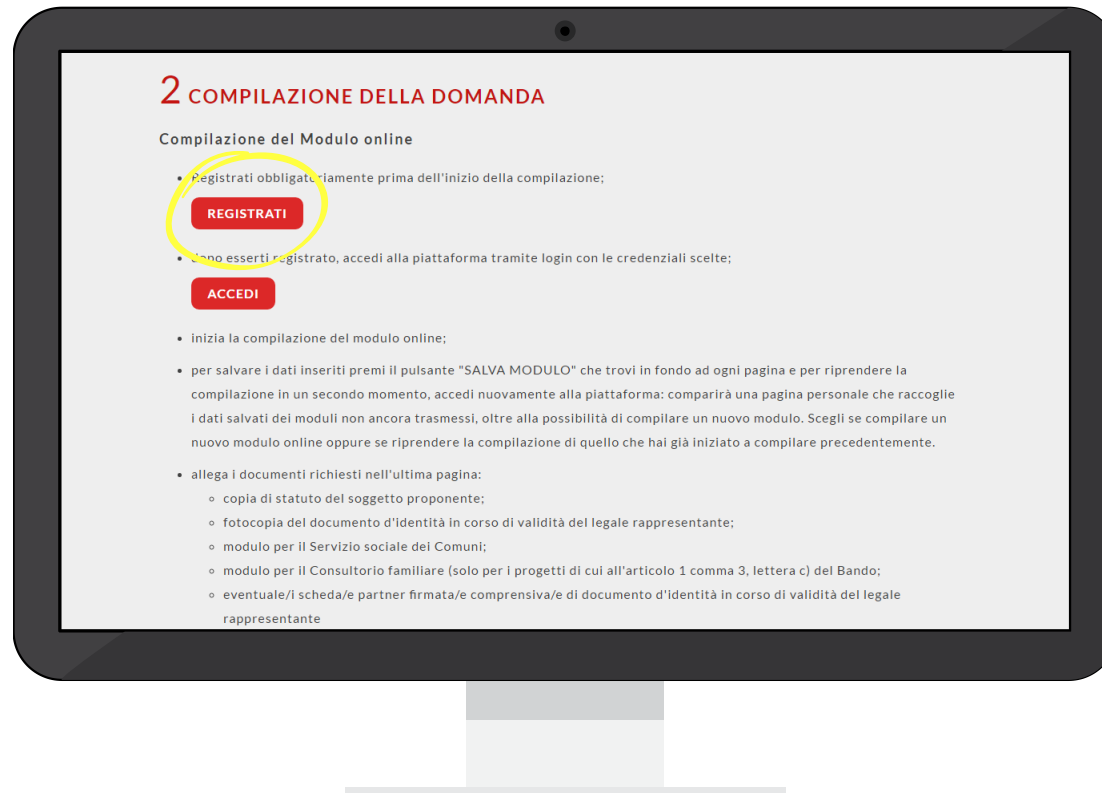 2 COMPILAZIONE DELLA DOMANDA
Compilazione del Modulo online
Registrati obbligatoriamente prima dell'inizio della compilazione;
REGISTRATI
dopo esserti registrato, accedi alla piattaforma tramite login con le credenziali scelte;
ACCEDI
inizia la compilazione del modulo online;
per salvare i dati inseriti premi il pulsante "SALVA MODULO" che trovi in fondo ad ogni pagina e per riprendere la
compilazione in un secondo momento, accedi nuovamente alla piattaforma: comparirà una pagina personale che raccoglie
i dati salvati dei moduli non ancora trasmessi, oltre alla possibilità di compilare un nuovo modulo. Scegli se compilare un
nuovo modulo online oppure se riprendere la compilazione di quello che hai già iniziato a compilare precedentemente.
allega i documenti richiesti nell'ultima pagina:
copia di statuto del soggetto proponente;
fotocopia del documento d'identità in corso di validità del legale rappresentante;
modulo per il Servizio sociale dei Comuni;
modulo per il Consultorio familiare (solo per i progetti di cui all'articolo 1 comma 3, lettera c) del Bando;
eventuale/i scheda/e partner firmata/e comprensiva/e di documento d'identità in corso di validità del legale
rappresentante